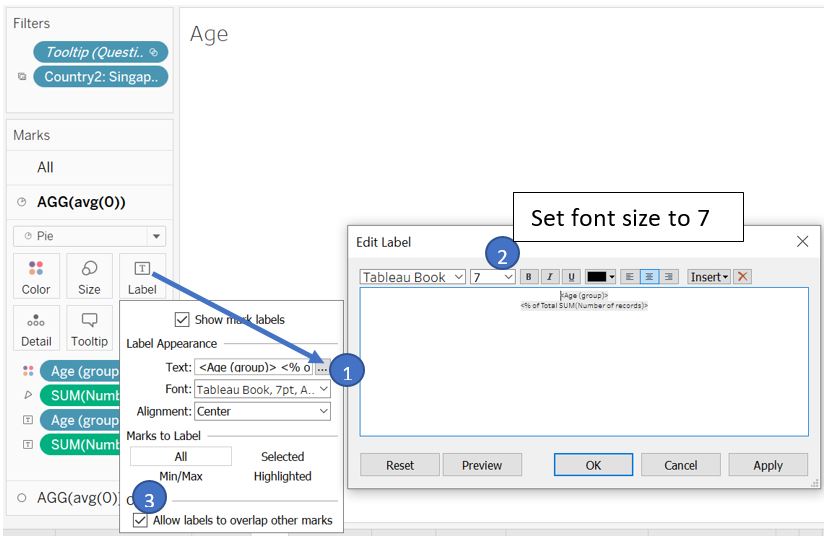 Filters
Tooltip (Questi..
Country2: Singap..
Marks
All
AGG(avg(0))
Pie
Color
Size
Label
Detail
Tooltip
Age (group
SUM(Numb
Age (group
SUM(Numb
AGG(avg(0))
Age
Show mark labels
Label Appearance
Text: <Age (group)> <% o ...
Font: Tableau Book, 7pt, A..
Alignment: Center
Marks to Label
All Selected
Min/Max Highlighted
Allow labels to overlap other marks
1
2
3
Set font size to 7
Edit Label
Tableau Book 7 B I U Insert
<Age (group)>
<% of Total SUM(Number of records)>
Reset Preview OK Cancel Apply